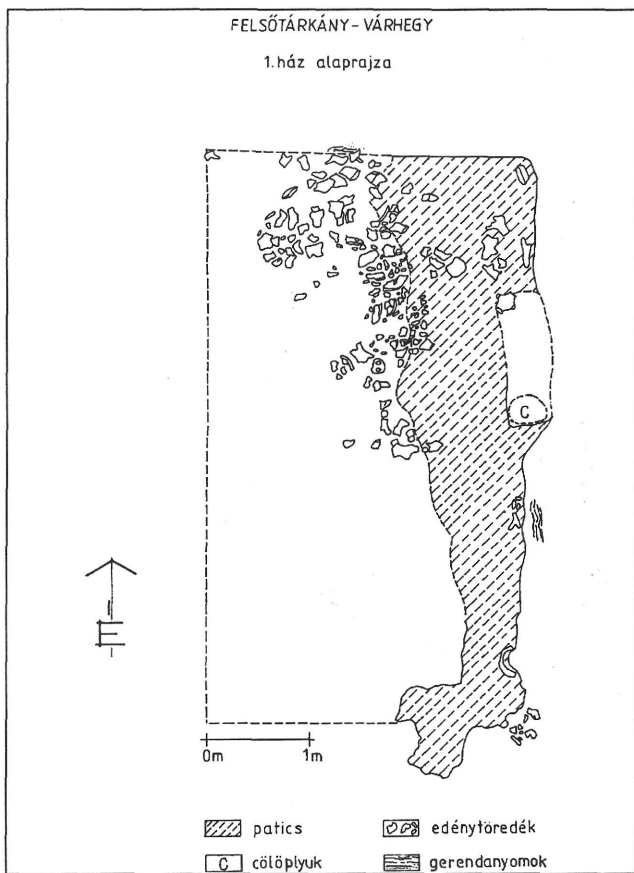 FELSŐTÁRKÁNY-VÁRHEGY
1. ház alaprajza
C
É
0m 1m
patics
edénytöredék
C cölöplyuk
gerendanyomok